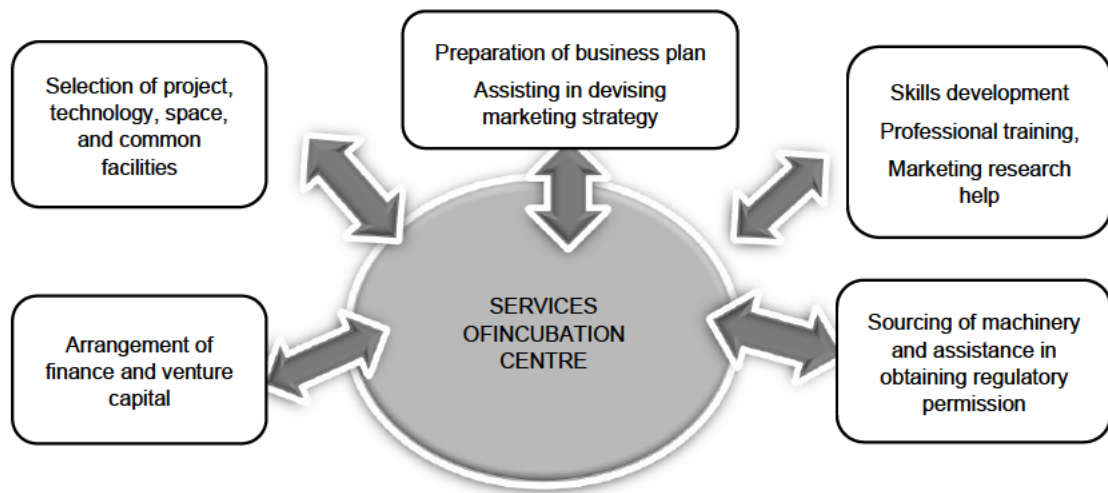 Selection of project,
technology, space,
and common
facilities
Preparation of business plan
Assisting in devising
marketing strategy
Skills development
Professional training,
Marketing research
help
Arrangement of
finance and venture
capital
SERVICES
OFINCUBATION
CENTRE
Sourcing of machinery
and assistance in
obtaining regulatory
permission